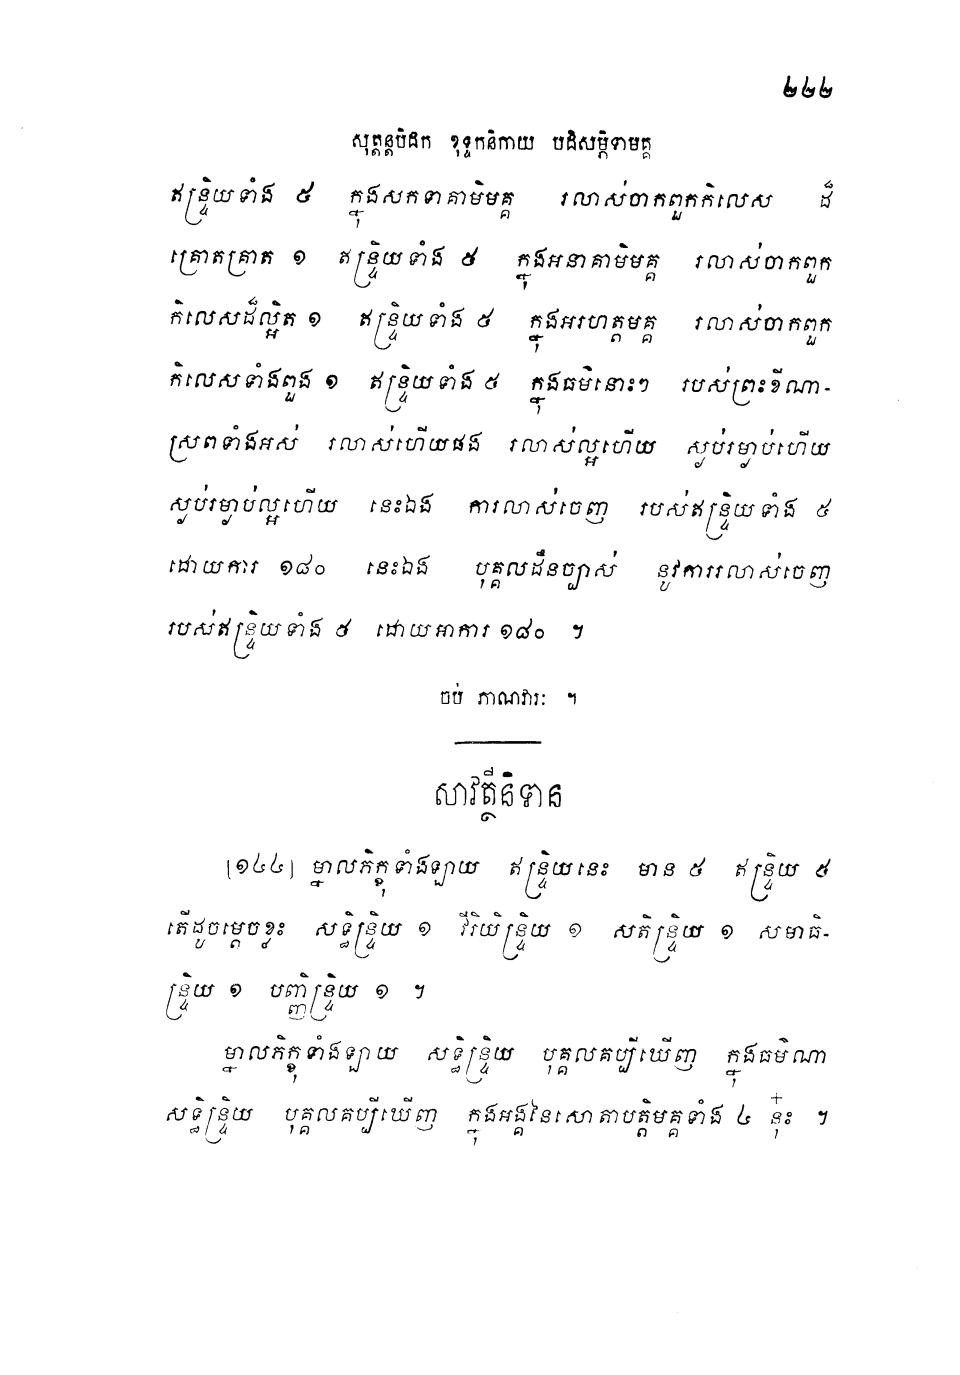 ២៤៤
សុត្តន្តបិដក ខុទ្ទកនិកាយ បដិសម្ភិទាមគ្គ
ឥន្ទ្រិយទាំង ៥ ក្នុងសកទាគាមិមគ្គ រលាស់ចាកពួកកិលេស ដ៏
គ្រោតគ្រាត ១ ឥន្ទ្រិយទាំង ៥ ក្នុងអនាគាមិមគ្គ រលាស់ចាកពួក
កិលេសដ៏ល្អិត ១ ឥន្ទ្រិយទាំង ៥ ក្នុងអរហត្តមគ្គ រលាស់ចាកពួក
កិលេសទាំងពួង ១ ឥន្ទ្រិយទាំង ៥ ក្នុងធម៌នោះៗ របស់ព្រះខីណា-
ស្រពទាំងអស់ រលាស់ហើយផង រលាស់ល្អហើយ ស្ងប់រម្ងាប់ហើយ
ស្ងប់រម្ងាប់ល្អហើយ នេះឯង ការលាស់ចេញ របស់ឥន្ទ្រិយទាំង ៥
ដោយការ ១៨០ នេះឯង បុគ្គលដឹងច្បាស់ នូវការរលាស់ចេញ
របស់ឥន្ទ្រិយទាំង ៥ ដោយអាការ ១៨០ ។
ចប់ ភាណវារៈ ។
សាវត្ថីនិទាន
[១៤៤] ម្នាលភិក្ខុទាំងឡាយ ឥន្ទ្រិយនេះ មាន ៥ ឥន្ទ្រិយ ៥
តើដូចម្តេចខ្លះ សទ្ធិន្ទ្រិយ ១ វីរិយិន្ទ្រិយ ១ សតិន្ទ្រិយ ១ សមាធិ-
ន្ទ្រិយ ១ បញ្ញិន្ទ្រិយ ១ ។
ម្នាលភិក្ខុទាំងឡាយ សទ្ធិន្ទ្រិយ បុគ្គលគប្បីឃើញ ក្នុងធម៌ណា
សទ្ធិន្ទ្រិយ បុគ្គលគប្បីឃើញ ក្នុងអង្គនៃសោតាបត្តិមគ្គទាំង ៤ នុ៎ះ ។